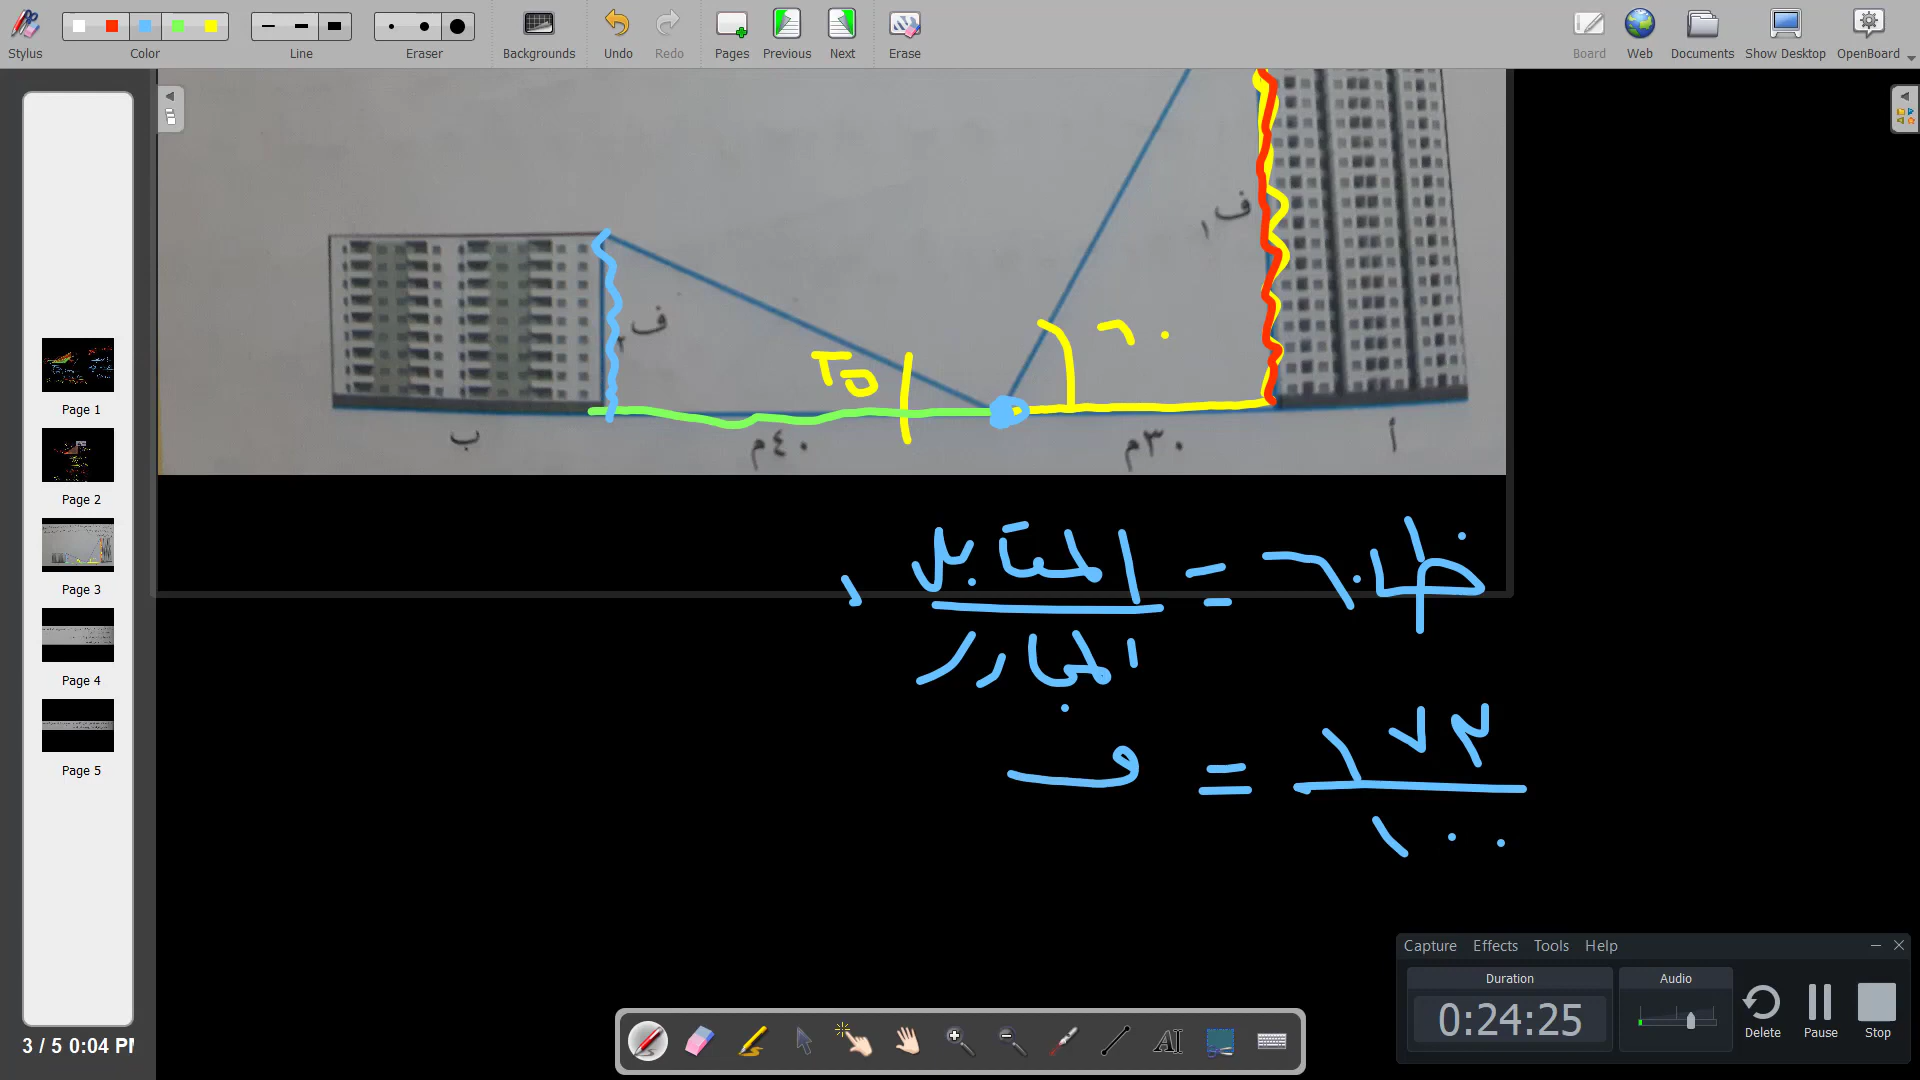 Stylus
Color
Line
Eraser
Backgrounds
Undo
Redo
Pages
Previous
Next
Erase
Board
Web
Documents
Show Desktop
OpenBoard
Page 1
Page 2
Page 3
Page 4
Page 5
3 / 5 0:04 PM
ف١
٦٠
ف٢
٢٥
أ
٣٠م
٤٠م
ب
ظا ٦٠ = المقابل
المجاور
١٧٣ = ف
١٠٠
Capture Effects Tools Help
Duration
Audio
0:24:25
Delete
Pause
Stop